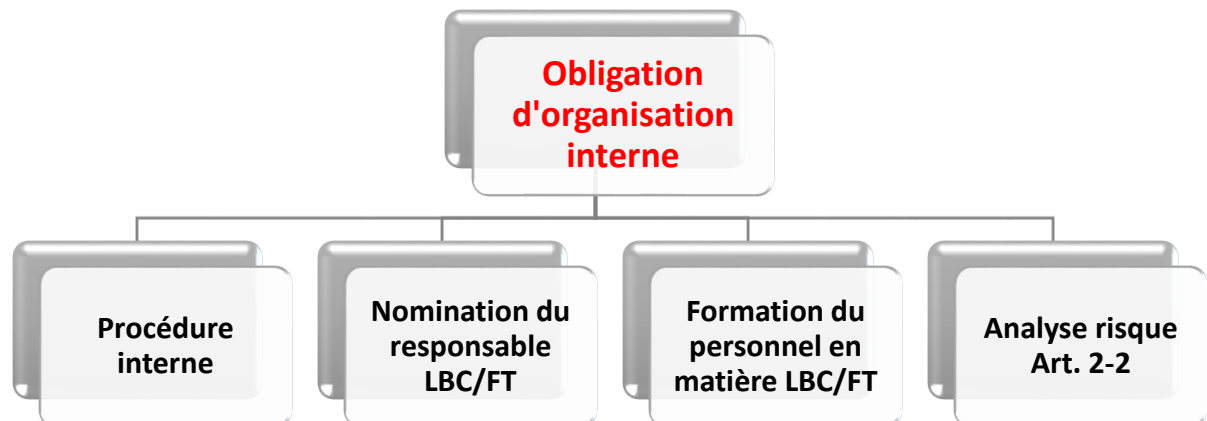 Obligation
d'organisation
interne
Procédure
interne
Nomination du
responsable
LBC/FT
Formation du
personnel en
matière LBC/FT
Analyse risque
Art. 2-2